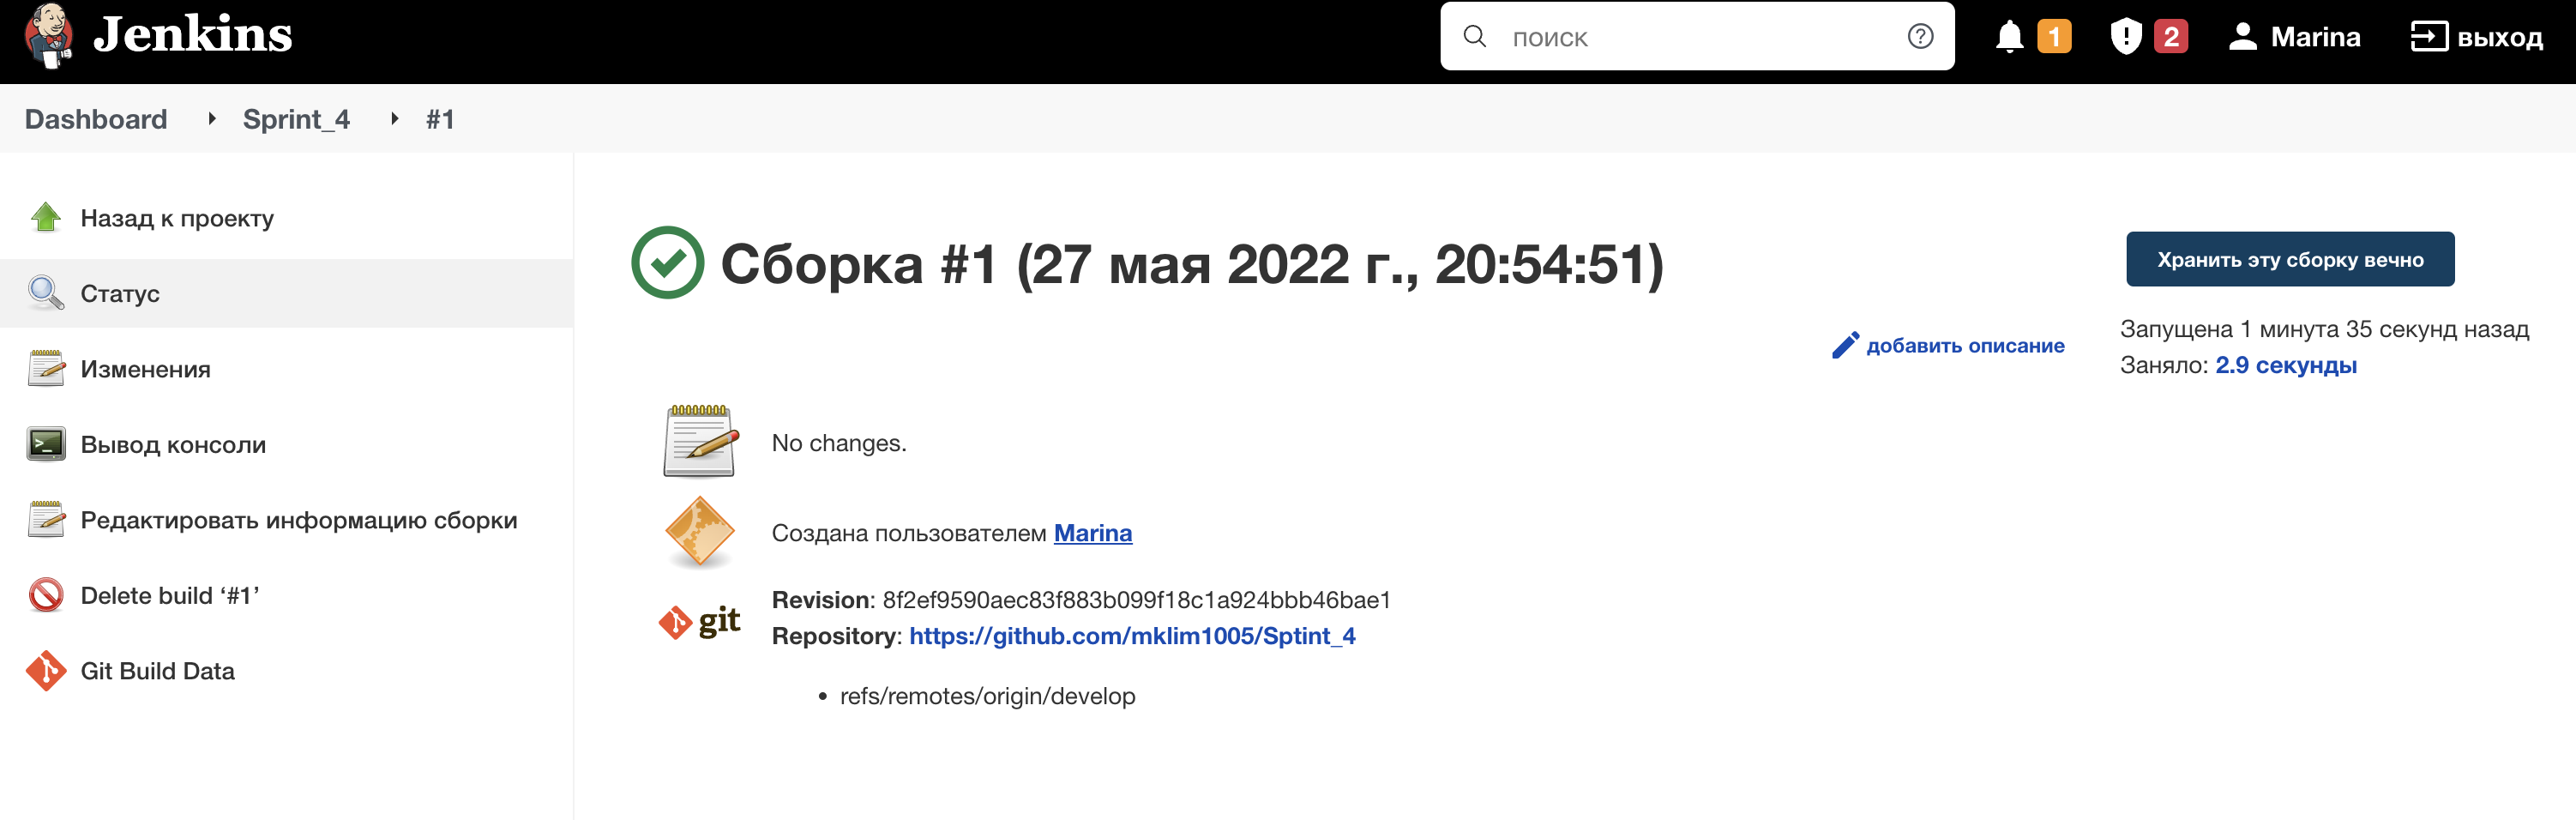 Jenkins
поиск
1
2
Marina
выход
Dashboard
Sprint_4
#1
Назад к проекту
Статус
Изменения
Вывод консоли
Редактировать информацию сборки
Delete build ‘#1’
Git Build Data
Сборка #1 (27 мая 2022 г., 20:54:51)
Хранить эту сборку вечно
добавить описание
Запущена 1 минута 35 секунд назад
Заняло: 2.9 секунды
No changes.
Создана пользователем Marina
git
Revision: 8f2ef9590aec83f883b099f18c1a924bbb46bae1
Repository: https://github.com/mklim1005/Sptint_4
• refs/remotes/origin/develop